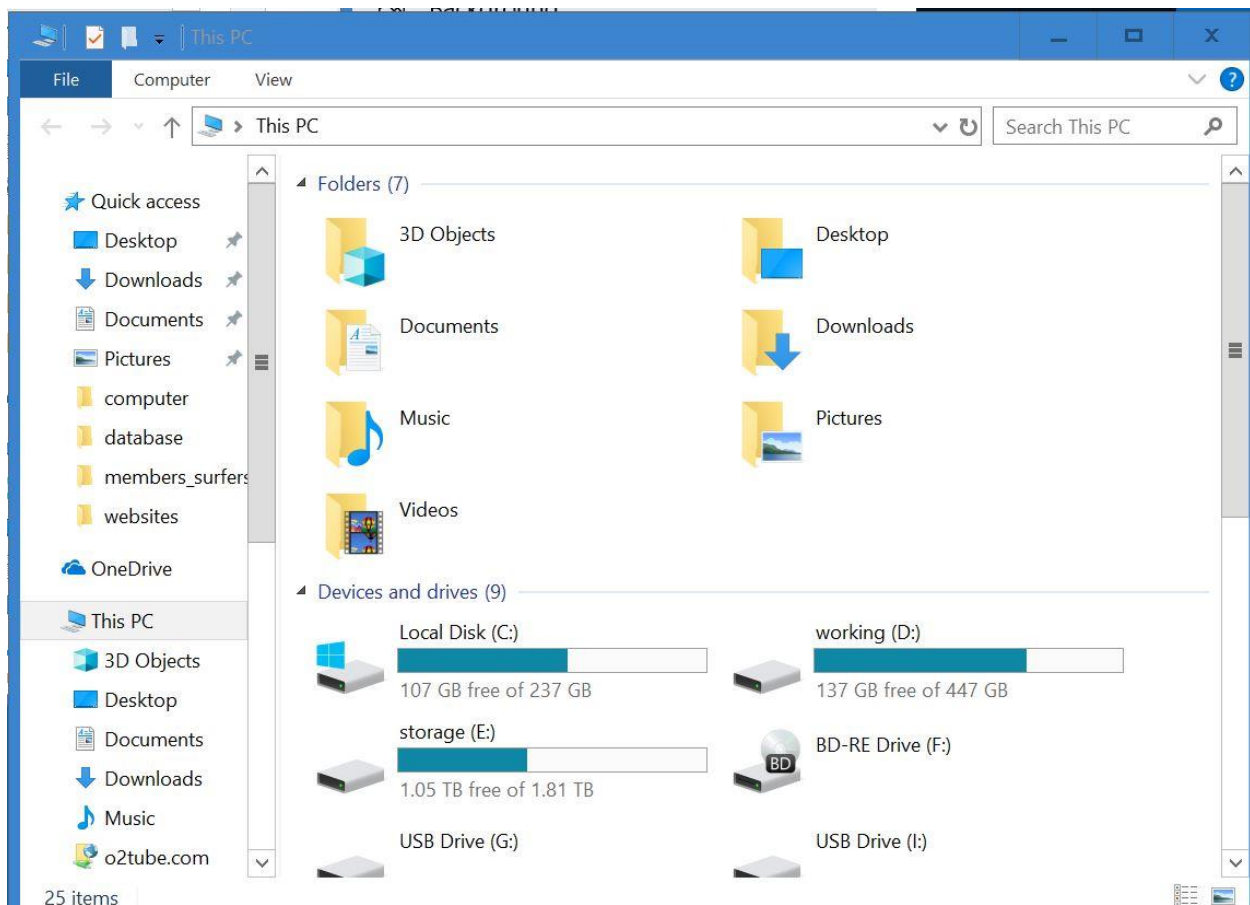 This PC
File Computer View
This PC
Search This PC
Quick access
Desktop
Downloads
Documents
Pictures
computer
database
members_surfers
websites
OneDrive
This PC
3D Objects
Desktop
Documents
Downloads
Music
o2tube.com
Folders (7)
3D Objects
Desktop
Documents
Downloads
Music
Pictures
Videos
Devices and drives (9)
Local Disk (C:)
107 GB free of 237 GB
working (D:)
137 GB free of 447 GB
storage (E:)
1.05 TB free of 1.81 TB
BD-RE Drive (F:)
BD
USB Drive (G:)
USB Drive (I:)
25 items